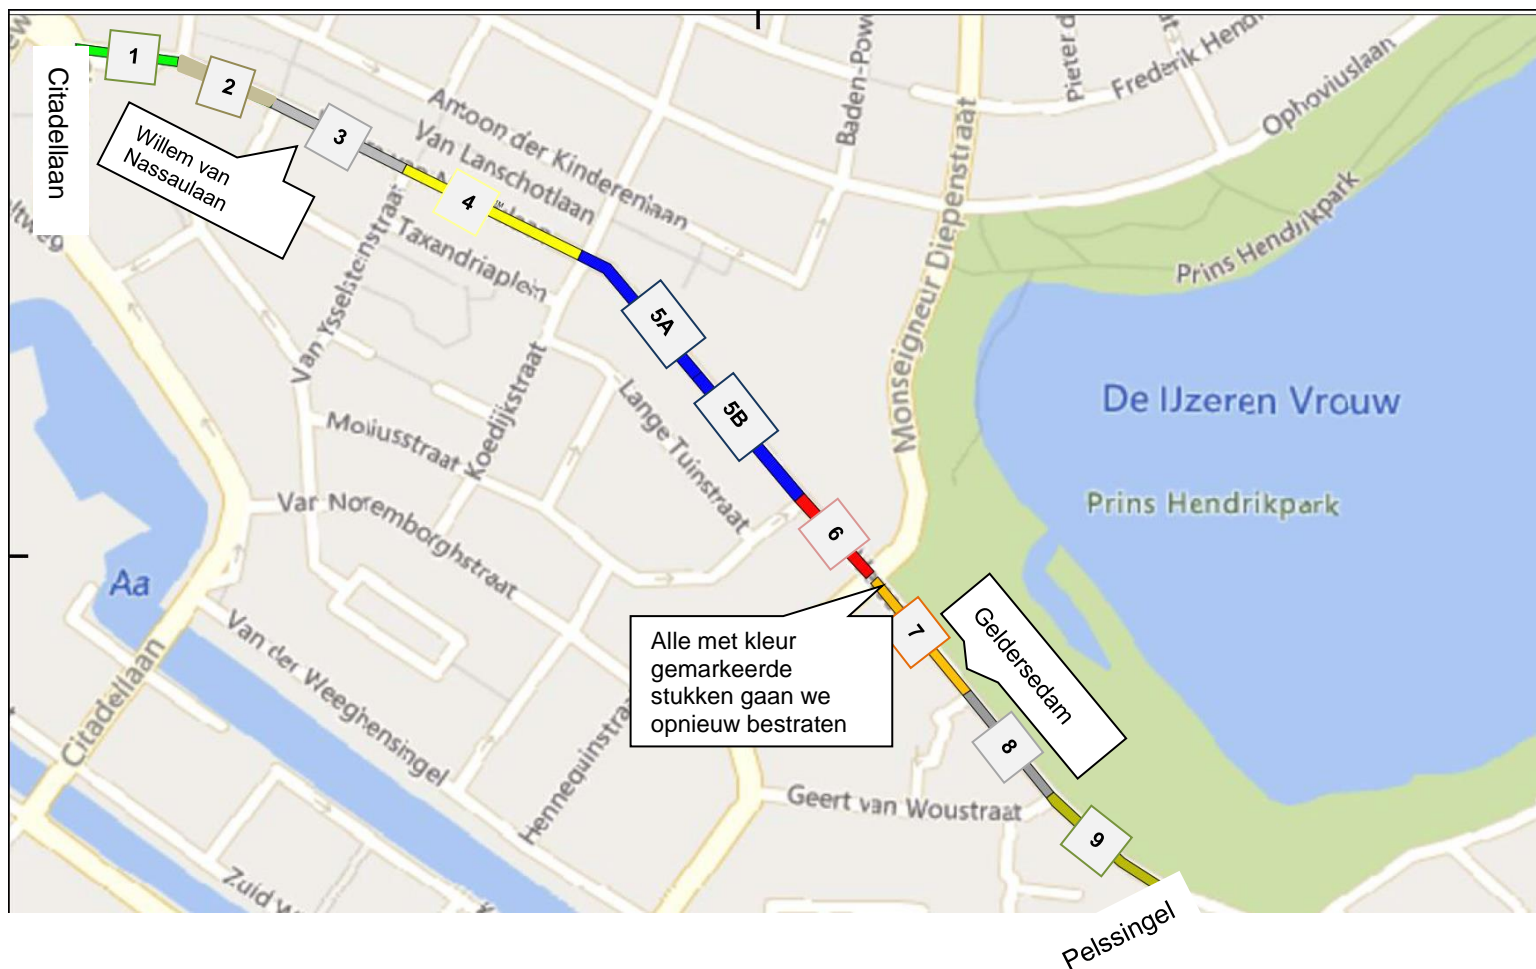 1
2
3
4
5A
5B
6
7
8
9
Citadellaan
Willem van
Nassaulaan
Antoon der Kinderenlaan
Van Lanschotlaan
Taxandriaplein
Van Ysselsteinstraat
Koedijkstraat
Lange Tuinstraat
Moliusstraat
Van Noremborghstraat
Baden-Pow
Pieter d
Frederik Hendr
Ophoviuslaan
Prins Hendrikpark
Monseigneur Diepenstraat
De IJzeren Vrouw
Prins Hendrikpark
Aa
Citadellaan
Van der Weeghensingel
Hennequinstra
Alle met kleur
gemarkeerde
stukken gaan we
opnieuw bestraten
Geldersedam
Geert van Woustraat
Zuid
Pelssingel